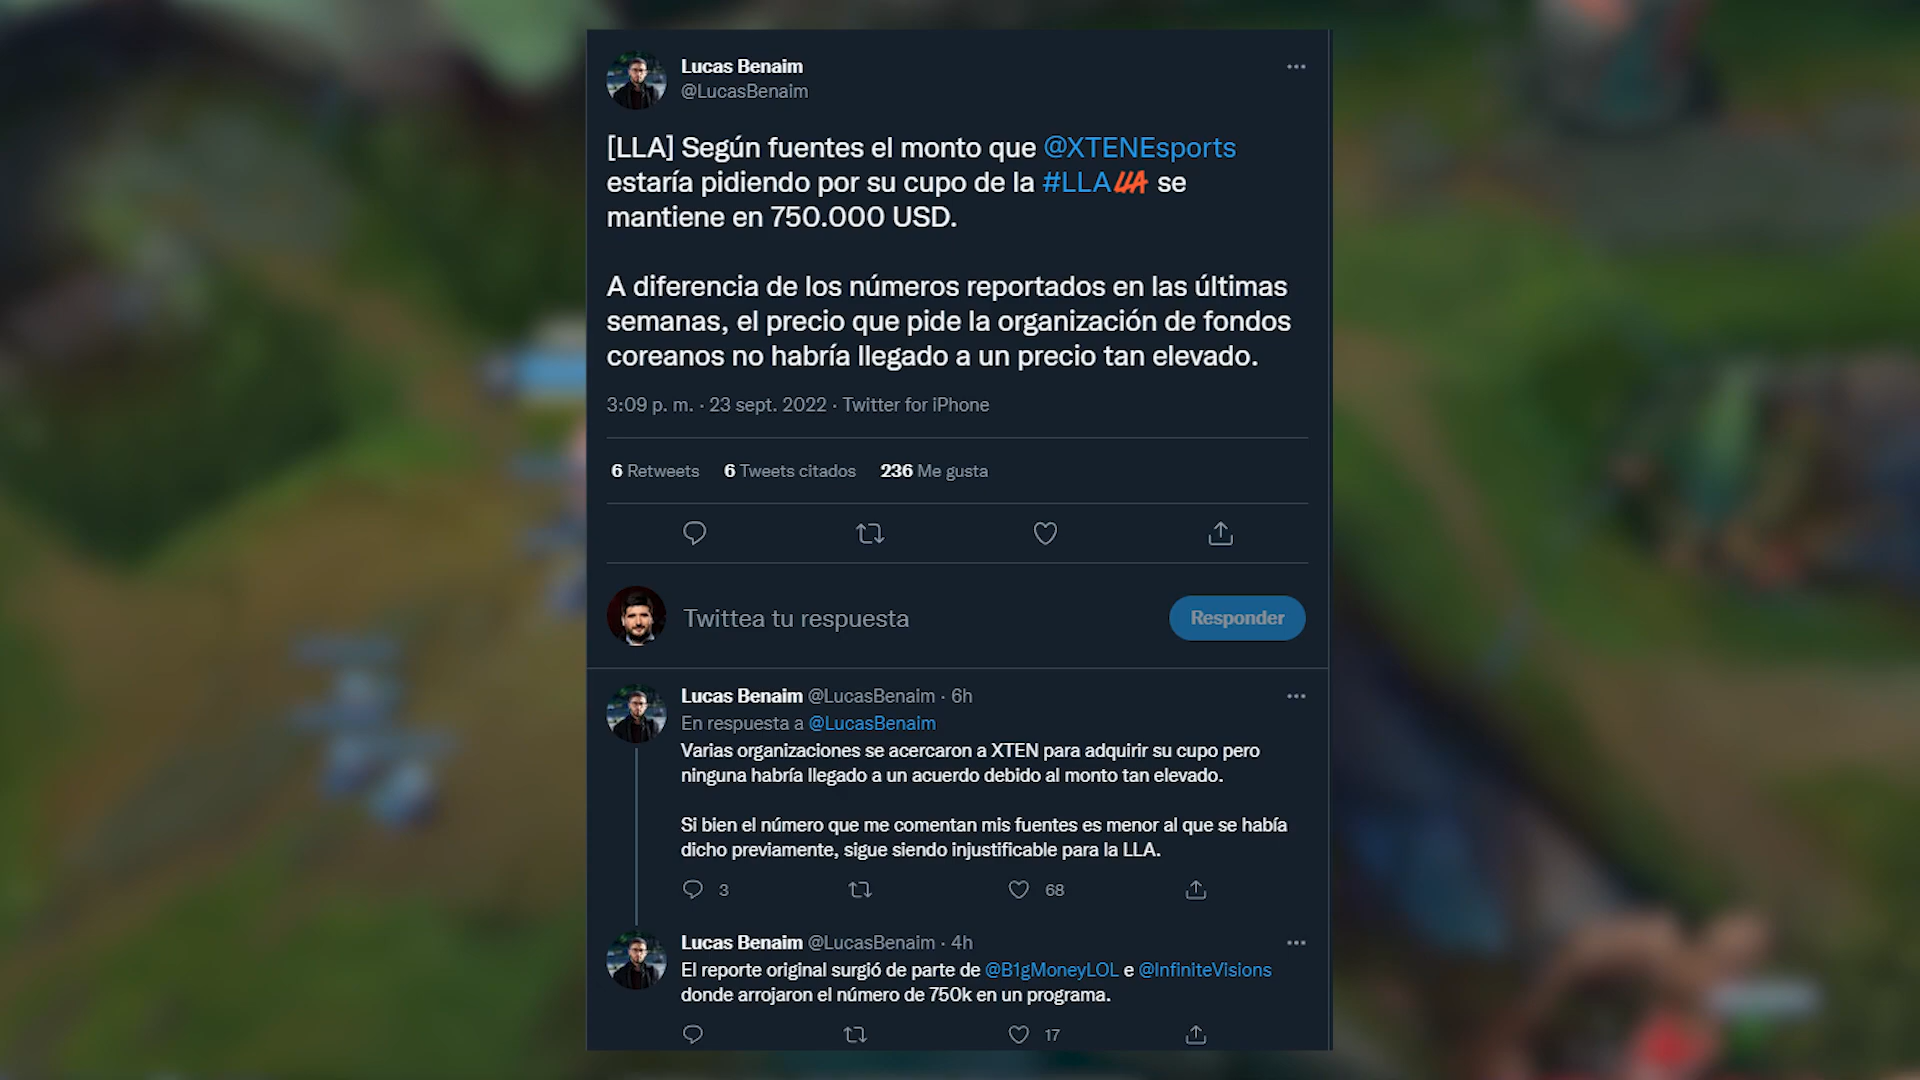 Lucas Benaim
@LucasBenaim
[LLA] Según fuentes el monto que @XTENEsports
estaría pidiendo por su cupo de la #LLA LLA se
mantiene en 750.000 USD.
A diferencia de los números reportados en las últimas
semanas, el precio que pide la organización de fondos
coreanos no habría llegado a un precio tan elevado.
3:09 p. m. · 23 sept. 2022 · Twitter for iPhone
6 Retweets 6 Tweets citados 236 Me gusta
Twittea tu respuesta
Responder
Lucas Benaim @LucasBenaim · 6h
En respuesta a @LucasBenaim
Varias organizaciones se acercaron a XTEN para adquirir su cupo pero
ninguna habría llegado a un acuerdo debido al monto tan elevado.
Si bien el número que me comentan mis fuentes es menor al que se había
dicho previamente, sigue siendo injustificable para la LLA.
3 68
Lucas Benaim @LucasBenaim · 4h
El reporte original surgió de parte de @B1gMoneyLOL e @InfiniteVisions
donde arrojaron el número de 750k en un programa.
17